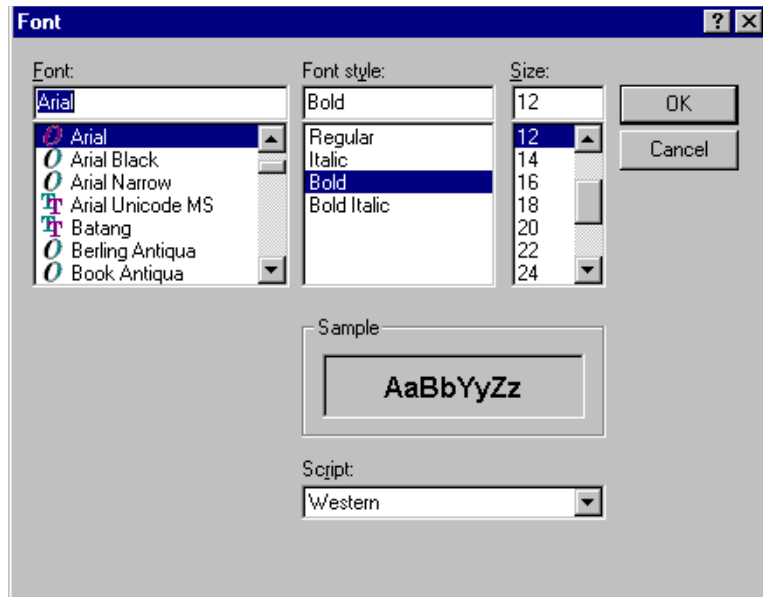 Font
Font:
Font style:
Size:
Arial
Bold
12
OK
Cancel
Arial
Arial Black
Arial Narrow
Arial Unicode MS
Batang
Berling Antiqua
Book Antiqua
Regular
Italic
Bold
Bold Italic
12
14
16
18
20
22
24
Sample
AaBbYyZz
Script:
Western